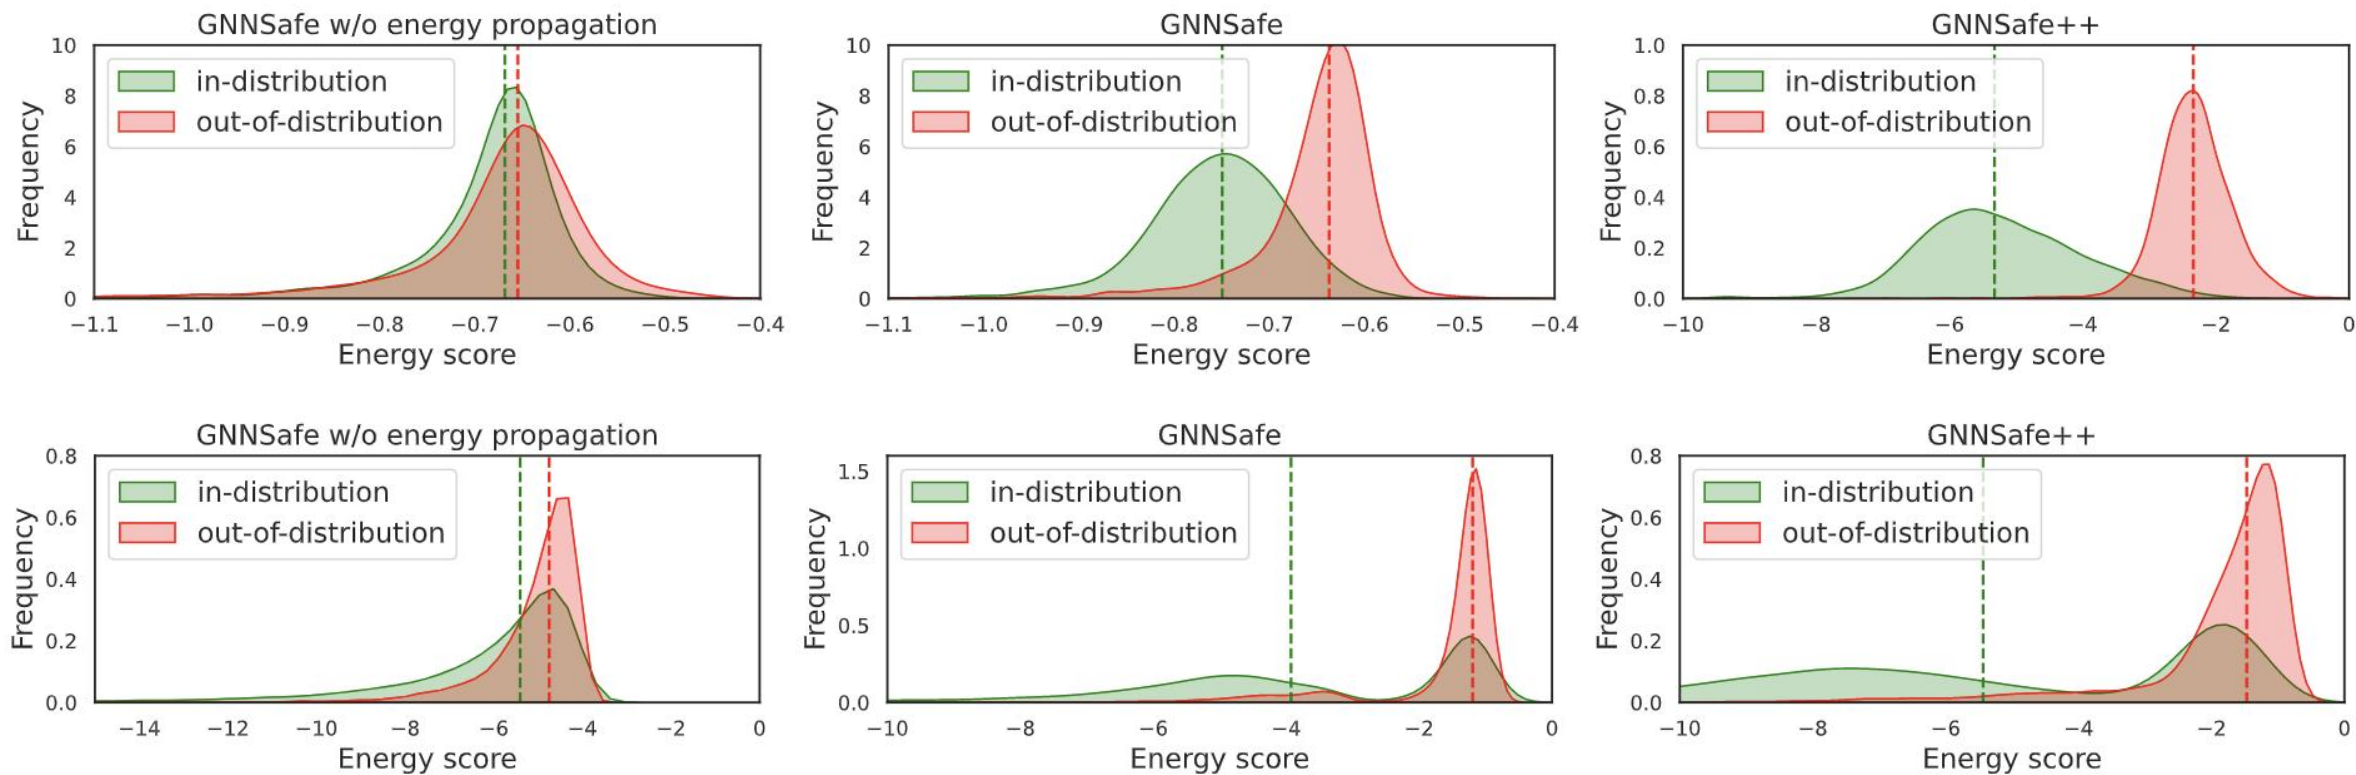 GNNSafe w/o energy propagation
10
8
6
4
2
0
Frequency
in-distribution
out-of-distribution
−1.1 −1.0 −0.9 −0.8 −0.7 −0.6 −0.5 −0.4
Energy score
GNNSafe
10
8
6
4
2
0
Frequency
in-distribution
out-of-distribution
−1.1 −1.0 −0.9 −0.8 −0.7 −0.6 −0.5 −0.4
Energy score
GNNSafe++
1.0
0.8
0.6
0.4
0.2
0.0
Frequency
in-distribution
out-of-distribution
−10 −8 −6 −4 −2 0
Energy score
GNNSafe w/o energy propagation
0.8
0.6
0.4
0.2
0.0
Frequency
in-distribution
out-of-distribution
−14 −12 −10 −8 −6 −4 −2 0
Energy score
GNNSafe
1.5
1.0
0.5
0.0
Frequency
in-distribution
out-of-distribution
−10 −8 −6 −4 −2 0
Energy score
GNNSafe++
0.8
0.6
0.4
0.2
0.0
Frequency
in-distribution
out-of-distribution
−10 −8 −6 −4 −2 0
Energy score